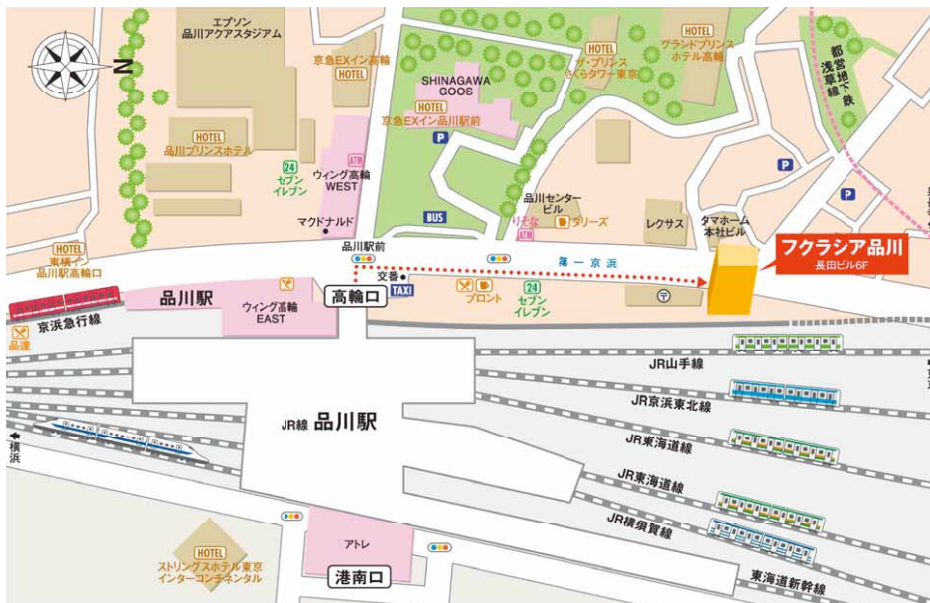 エプソン
品川アクアスタジアム
N
京急EXイン高輪
HOTEL
SHINAGAWA
GOOS
HOTEL
京急EXイン品川駅前
HOTEL
ザ・プリンス
さくらタワー東京
HOTEL
グランドプリンス
ホテル高輪
都営地下鉄
浅草線
HOTEL
品川プリンスホテル
24
セブン
イレブン
ATM
ウィング高輪
WEST
マクドナルド
P
BUS
品川センター
ビル
りそな
ATM
タリーズ
レクサス
タマホーム
本社ビル
P
P
フクラシア品川
長田ビル6F
HOTEL
東横イン
品川駅高輪口
品川駅前
第一京浜
交番
TAXI
高輪口
品川駅
ウィング高輪
EAST
プロント
24
セブン
イレブン
〒
京浜急行線
品達
JR山手線
JR京浜東北線
JR東海道線
JR東海道線
JR横須賀線
東海道新幹線
JR線 品川駅
横浜
アトレ
港南口
HOTEL
ストリングスホテル東京
インターコンチネンタル